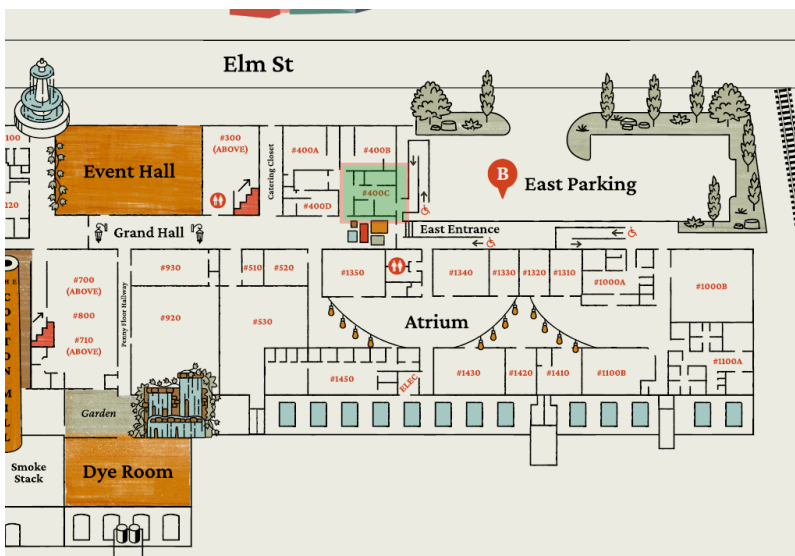 Elm St
100
Event Hall
#300
(ABOVE)
Catering Closet
#400A
#400B
#400C
#400D
120
B
East Parking
Grand Hall
East Entrance
#700
(ABOVE)
#800
#710
(ABOVE)
Penny Floor Hallway
#930
#510
#520
#920
#530
#1350
#1340
#1330
#1320
#1310
#1000A
#1000B
Atrium
#1450
ELEC
#1430
#1420
#1410
#1100B
#1100A
COTTON MILL
Garden
Smoke
Stack
Dye Room